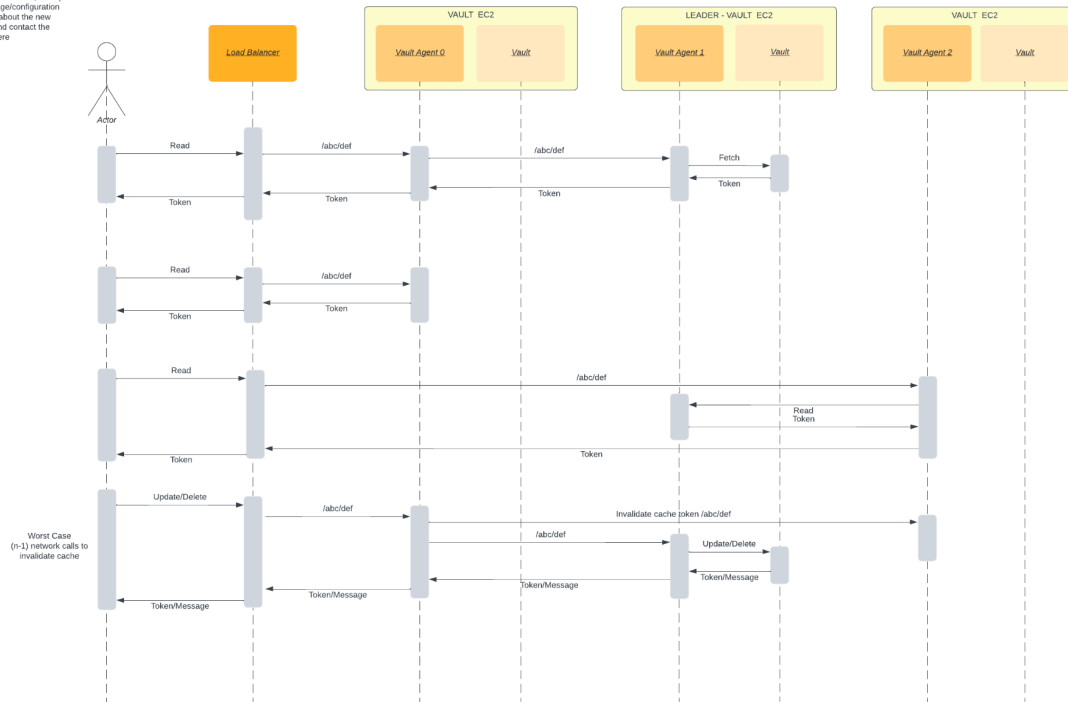 ge/configuration
about the new
nd contact the
ere
VAULT EC2
LEADER - VAULT EC2
VAULT EC2
Load Balancer
Vault Agent 0
Vault
Vault Agent 1
Vault
Vault Agent 2
Vault
Actor
Read
/abc/def
/abc/def
Fetch
Token
Token
Token
Token
Read
/abc/def
Token
Token
Read
/abc/def
Read
Token
Token
Token
Update/Delete
/abc/def
Invalidate cache token /abc/def
/abc/def
Update/Delete
Worst Case
(n-1) network calls to
invalidate cache
Token/Message
Token/Message
Token/Message
Token/Message